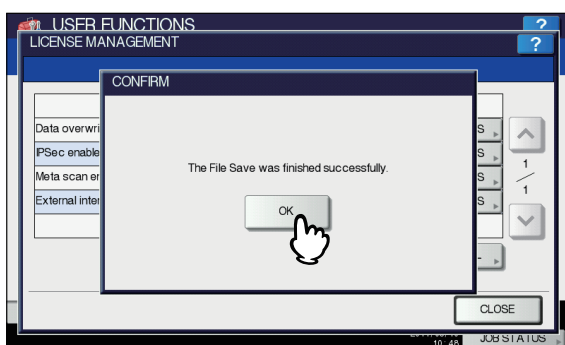 USER FUNCTIONS
?
LICENSE MANAGEMENT
?
CONFIRM
Data overwri
S
IPSec enable
S
Meta scan en
S
External inter
S
1
1
The File Save was finished successfully.
OK
CLOSE
10:48
JOB STATUS